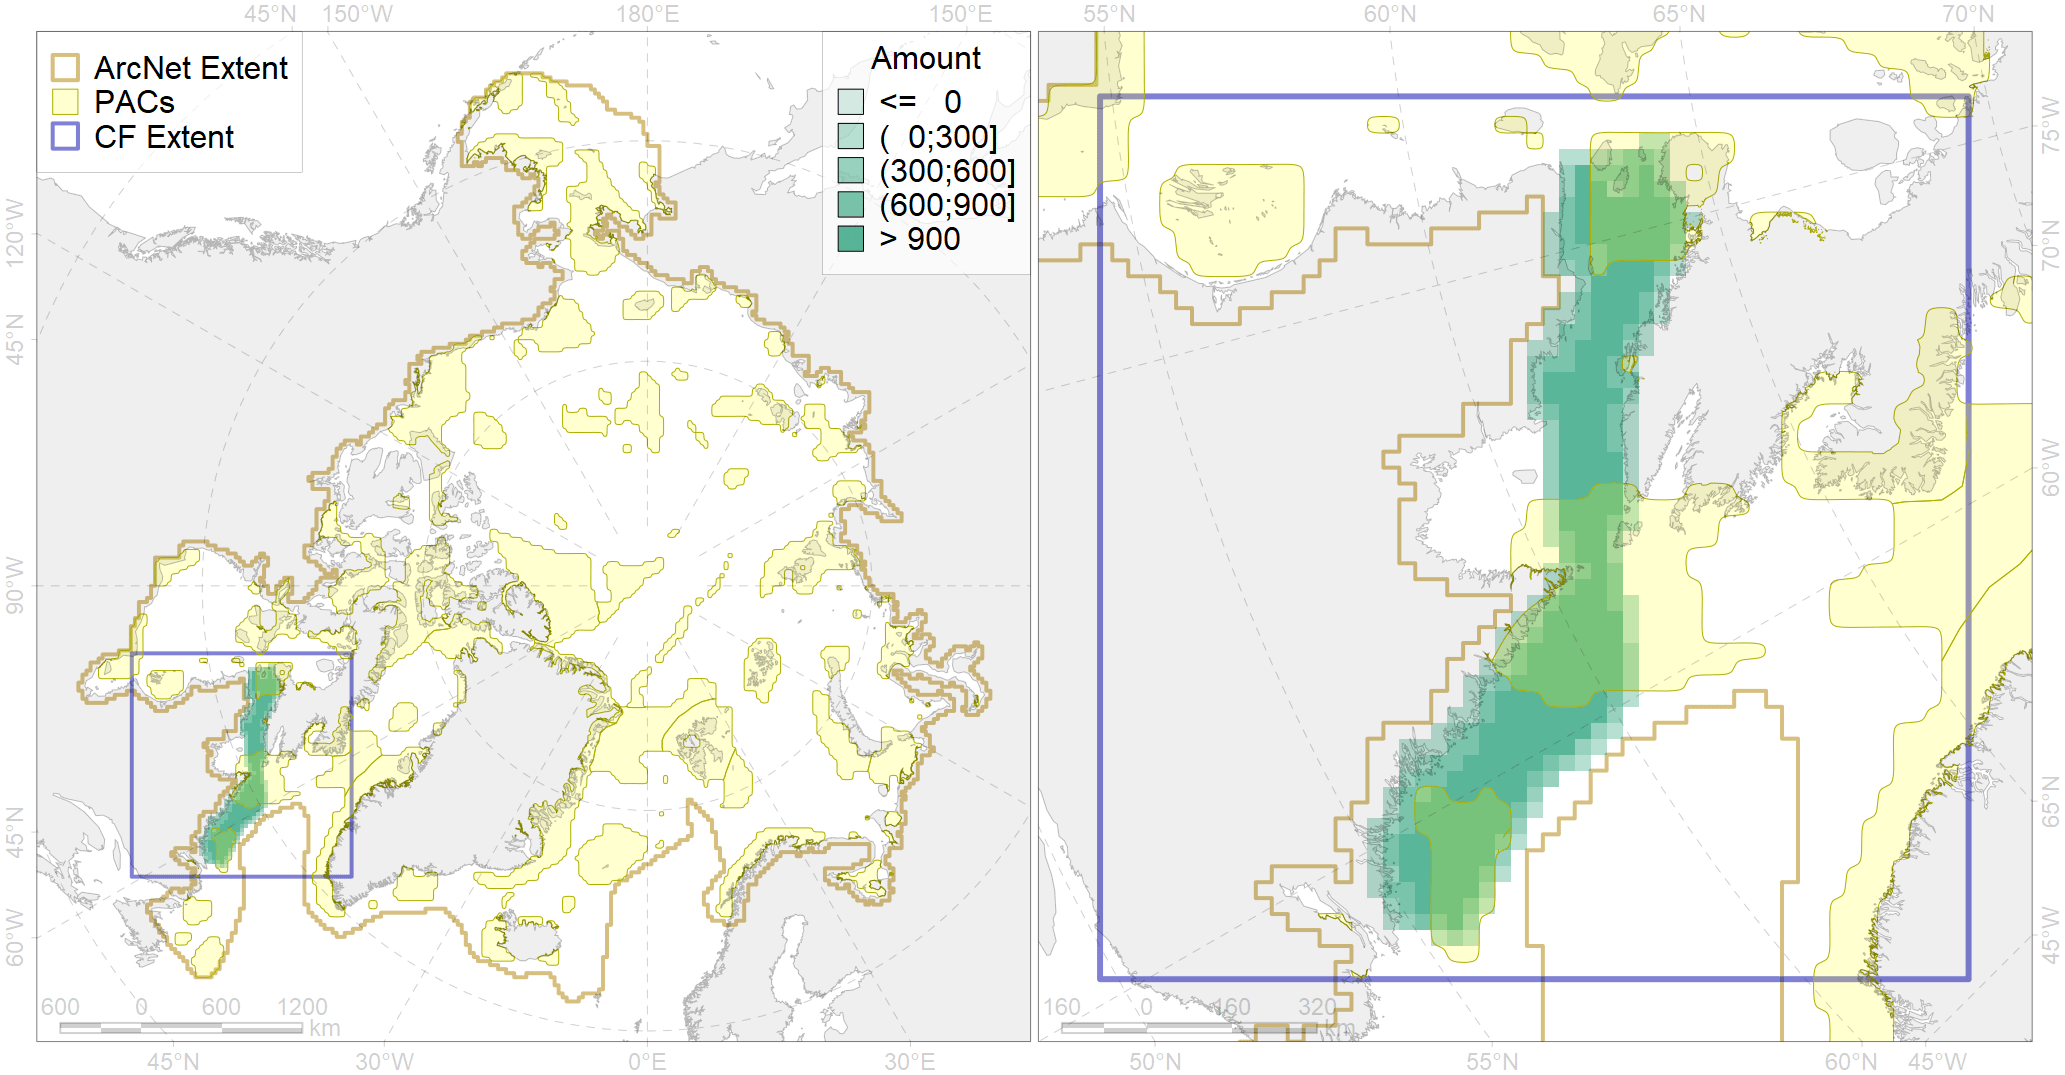 45°N 150°W 180°E 150°E 55°N 60°N 65°N 70°N
ArcNet Extent
PACs
CF Extent
Amount
<= 0
( 0;300]
(300;600]
(600;900]
> 900
120°W
45°N
90°W
45°N
60°W
75°W
70°N
60°W
65°N
45°W
600 0 600 1200
km
160 0 160 320
km
45°N 30°W 0°E 30°E 50°N 55°N 60°N 45°W